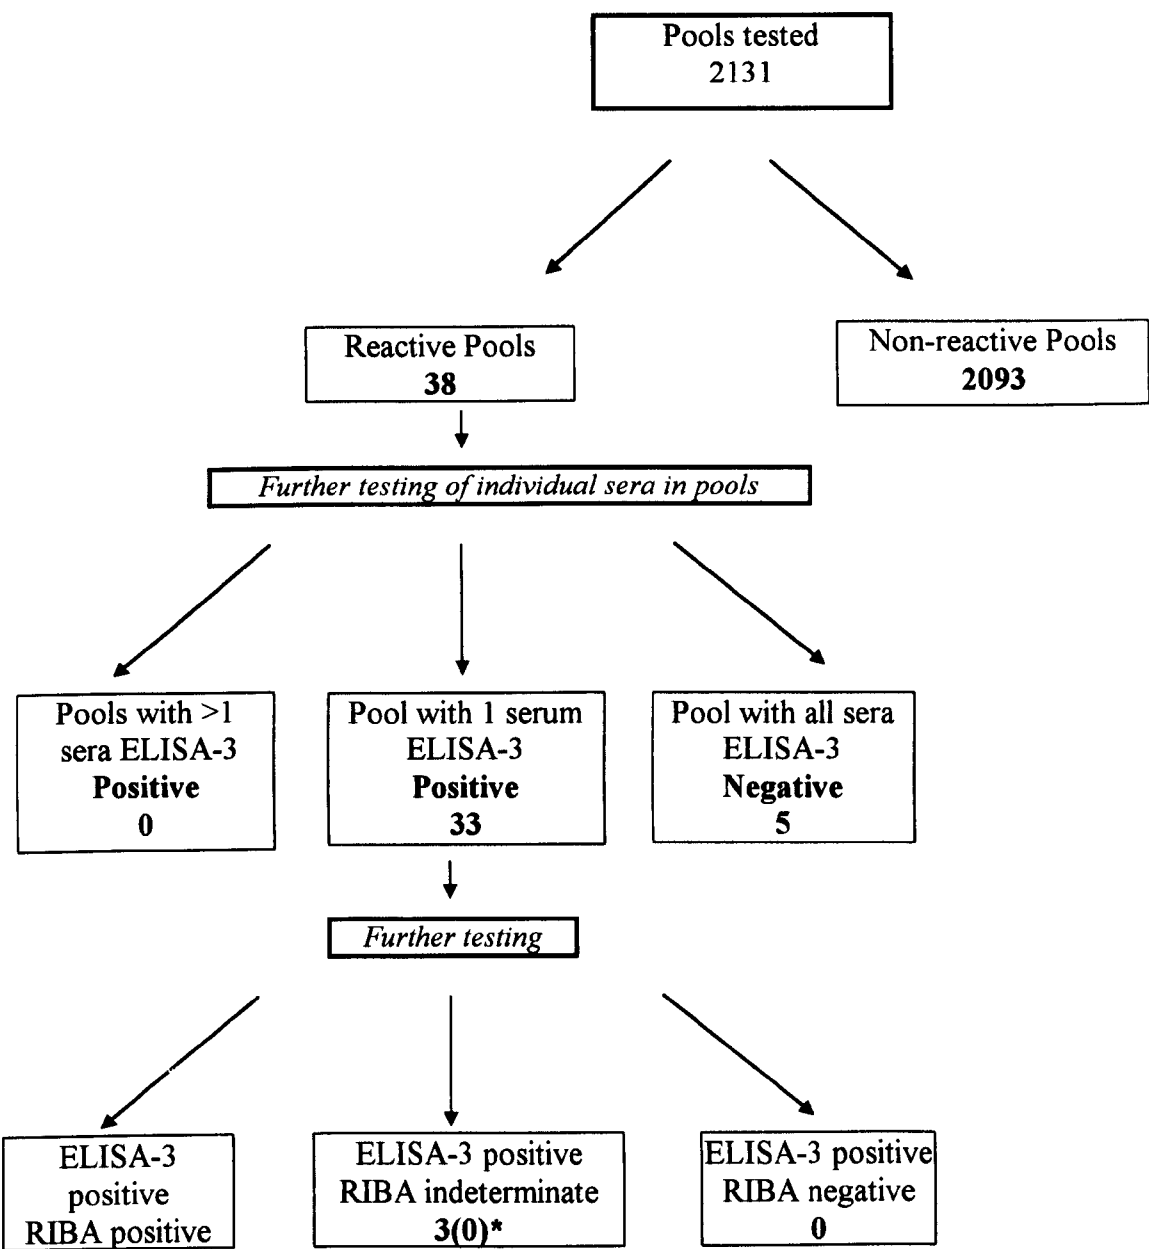 Pools tested
2131
Reactive Pools
38
Non-reactive Pools
2093
Further testing of individual sera in pools
Pools with >1
sera ELISA-3
Positive
0
Pool with 1 serum
ELISA-3
Positive
33
Pool with all sera
ELISA-3
Negative
5
Further testing
ELISA-3
positive
RIBA positive
ELISA-3 positive
RIBA indeterminate
3(0)*
ELISA-3 positive
RIBA negative
0